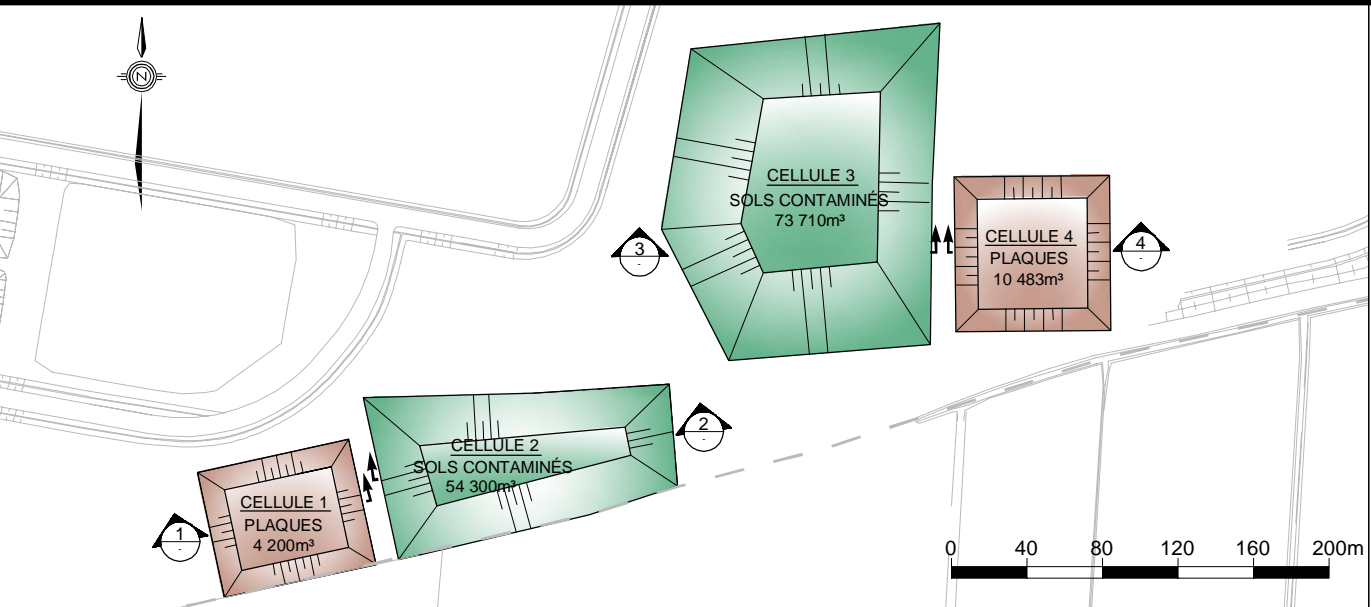 N
CELLULE 3
SOLS CONTAMINÉS
73 710m³
3
-
CELLULE 4
PLAQUES
10 483m³
4
-
CELLULE 2
SOLS CONTAMINÉS
54 300m³
2
-
CELLULE 1
PLAQUES
4 200m³
1
-
0 40 80 120 160 200m